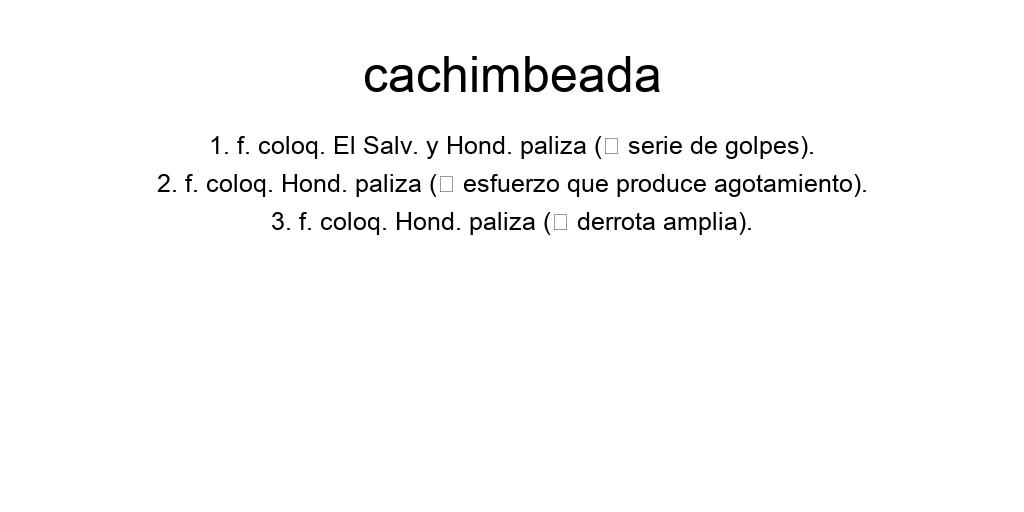 cachimbeada
1. f. coloq. El Salv. y Hond. paliza (□ serie de golpes).
2. f. coloq. Hond. paliza (□ esfuerzo que produce agotamiento).
3. f. coloq. Hond. paliza (□ derrota amplia).